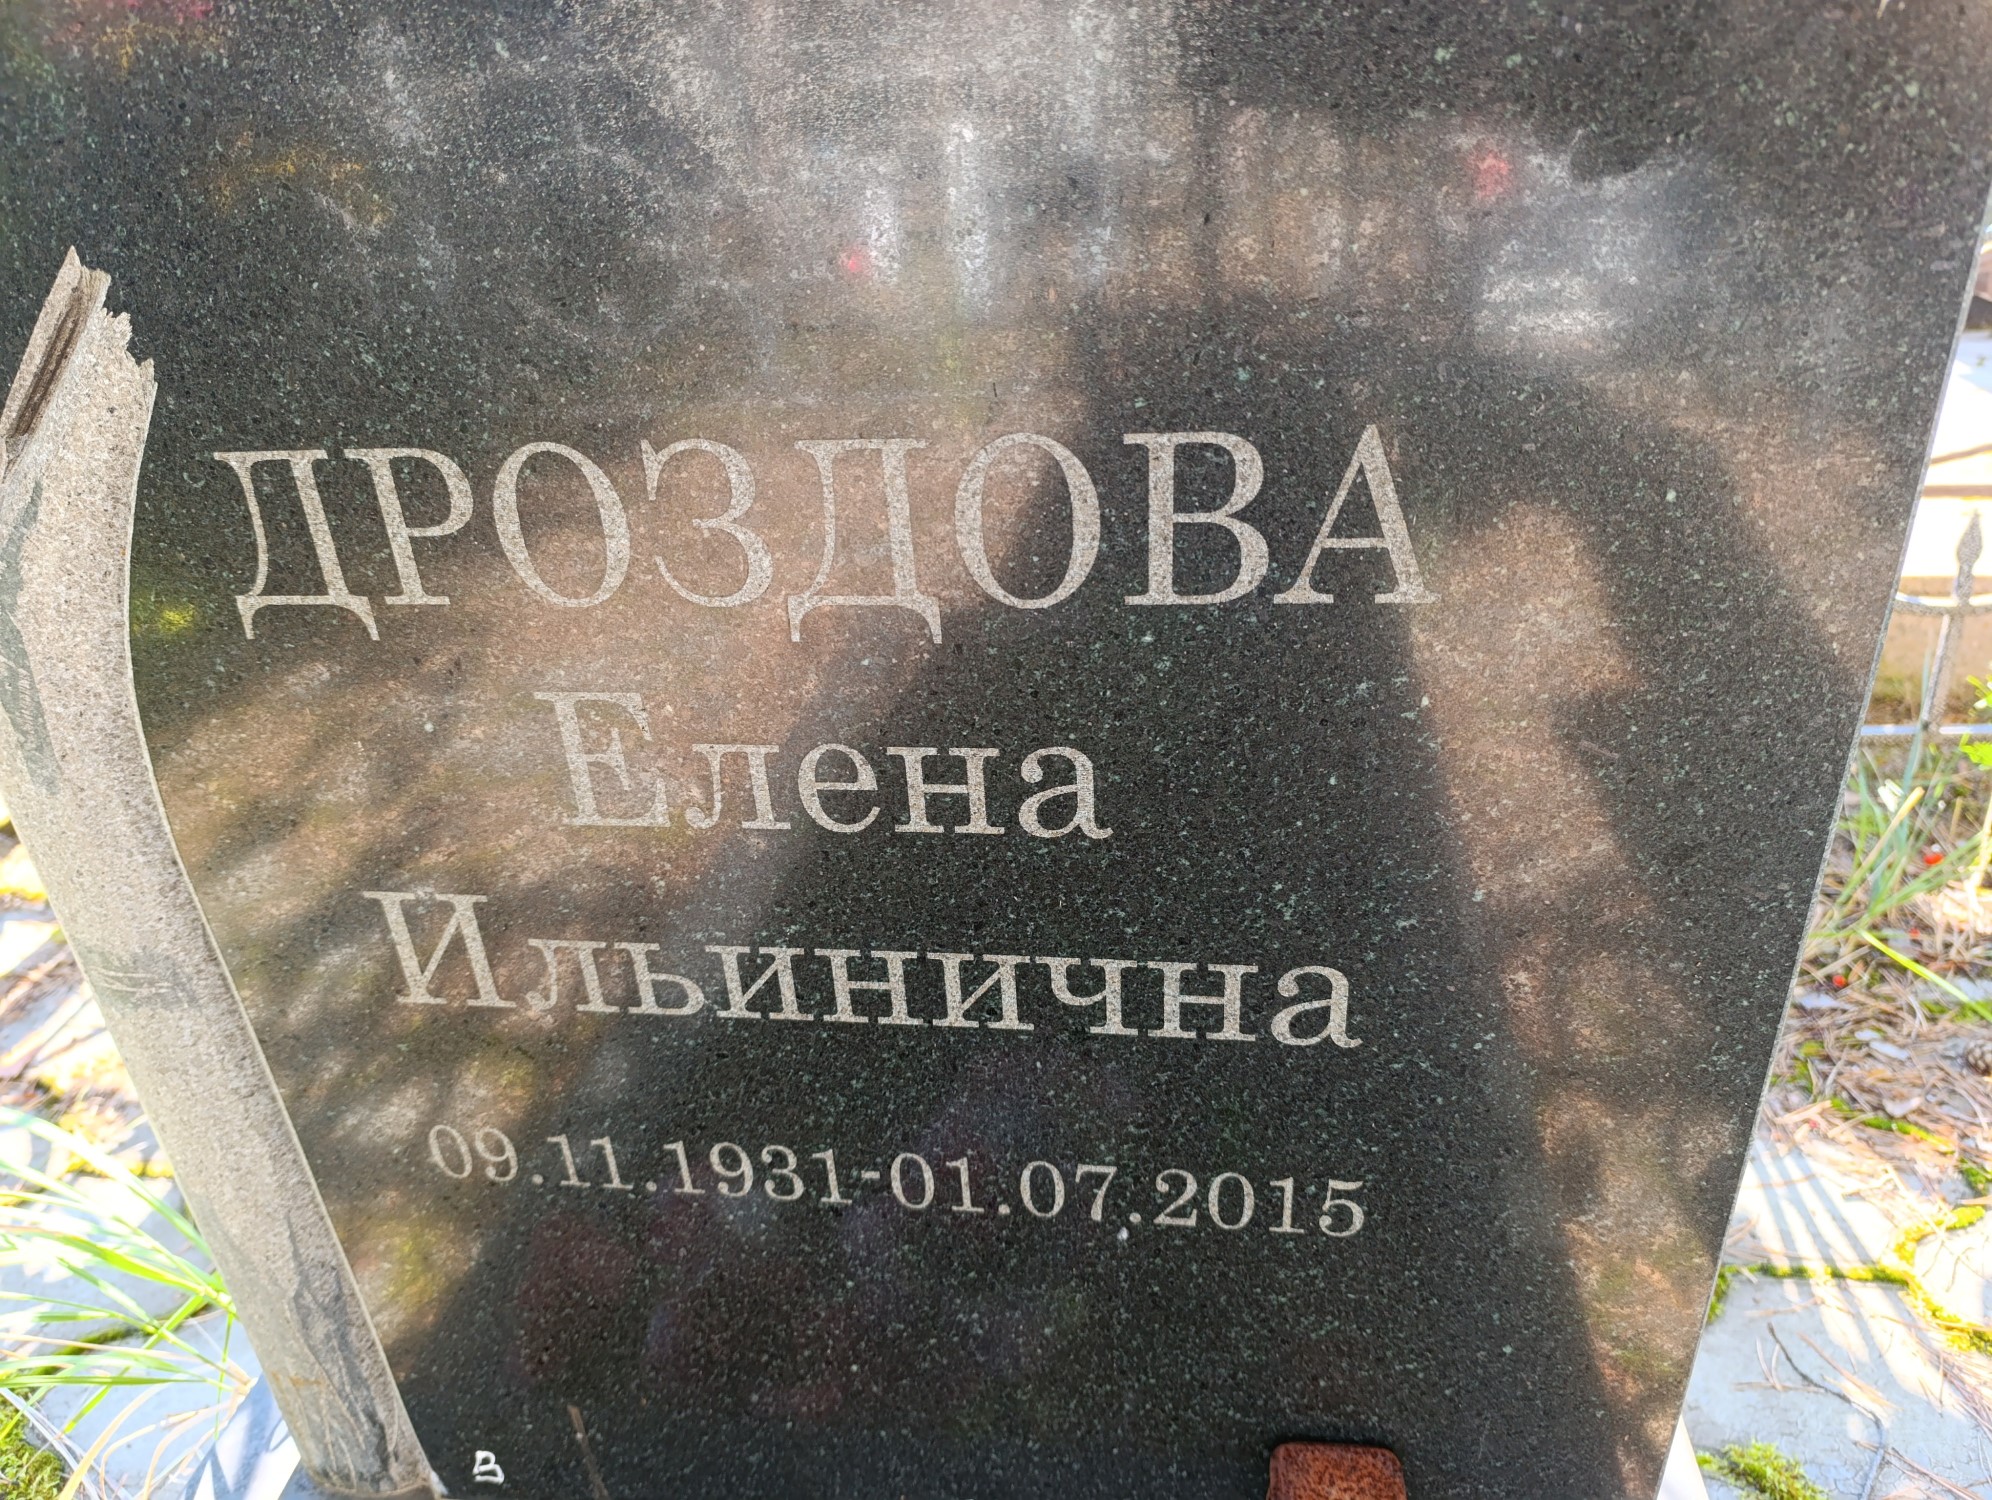 ДРОЗДОВА
Елена
Ильинична
09.11.1931-01.07.2015
В